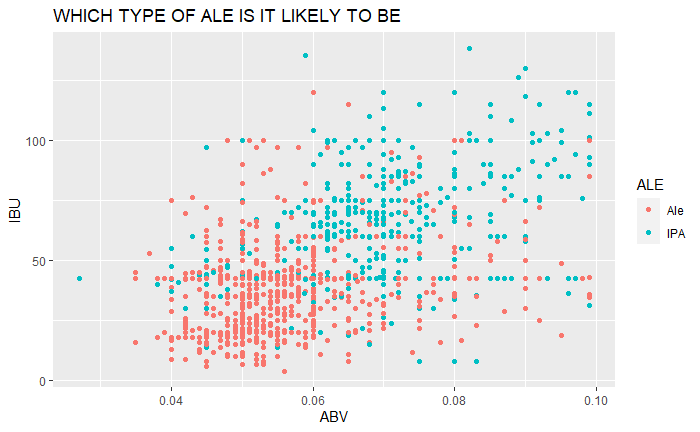 WHICH TYPE OF ALE IS IT LIKELY TO BE
100
50
0
IBU
0.04 0.06 0.08 0.10
ABV
ALE
Ale
IPA